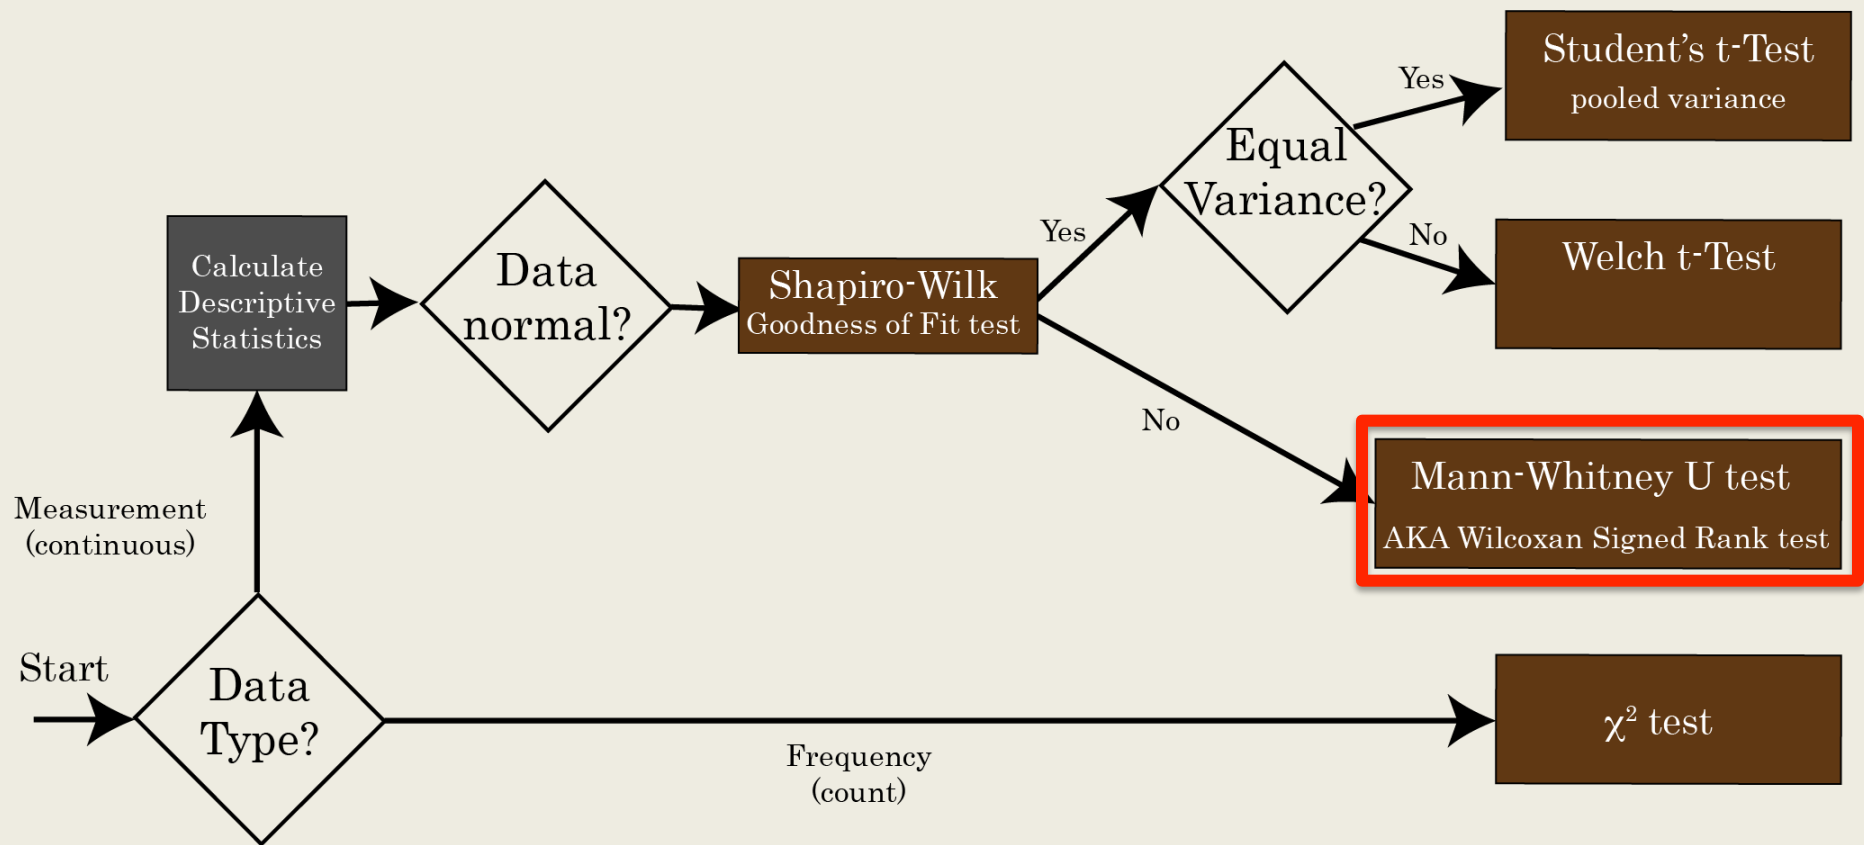 Start
Data
Type?
Measurement
(continuous)
Calculate
Descriptive
Statistics
Data
normal?
Shapiro-Wilk
Goodness of Fit test
Yes
Equal
Variance?
Yes
Student’s t-Test
pooled variance
No
Welch t-Test
No
Mann-Whitney U test
AKA Wilcoxan Signed Rank test
Frequency
(count)
χ² test